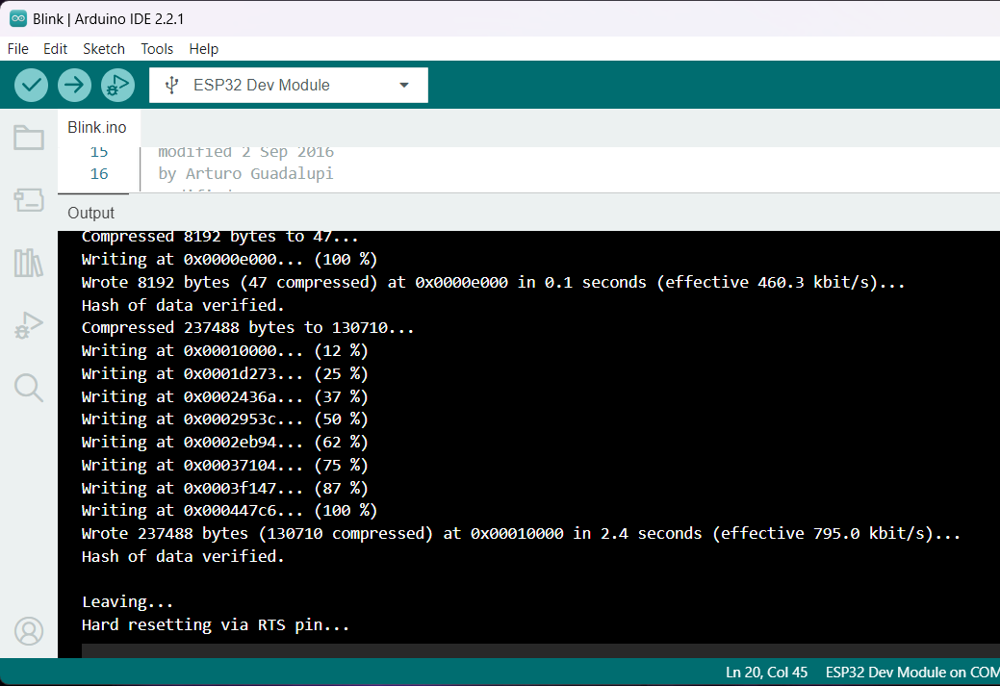 Blink | Arduino IDE 2.2.1
File Edit Sketch Tools Help
ESP32 Dev Module
Blink.ino
15 modified 2 Sep 2016
16 by Arturo Guadalupi
Output
Compressed 8192 bytes to 47...
Writing at 0x0000e000... (100 %)
Wrote 8192 bytes (47 compressed) at 0x0000e000 in 0.1 seconds (effective 460.3 kbit/s)...
Hash of data verified.
Compressed 237488 bytes to 130710...
Writing at 0x00010000... (12 %)
Writing at 0x0001d273... (25 %)
Writing at 0x0002436a... (37 %)
Writing at 0x0002953c... (50 %)
Writing at 0x0002eb94... (62 %)
Writing at 0x00037104... (75 %)
Writing at 0x0003f147... (87 %)
Writing at 0x000447c6... (100 %)
Wrote 237488 bytes (130710 compressed) at 0x00010000 in 2.4 seconds (effective 795.0 kbit/s)...
Hash of data verified.
Leaving...
Hard resetting via RTS pin...
Ln 20, Col 45 ESP32 Dev Module on COM